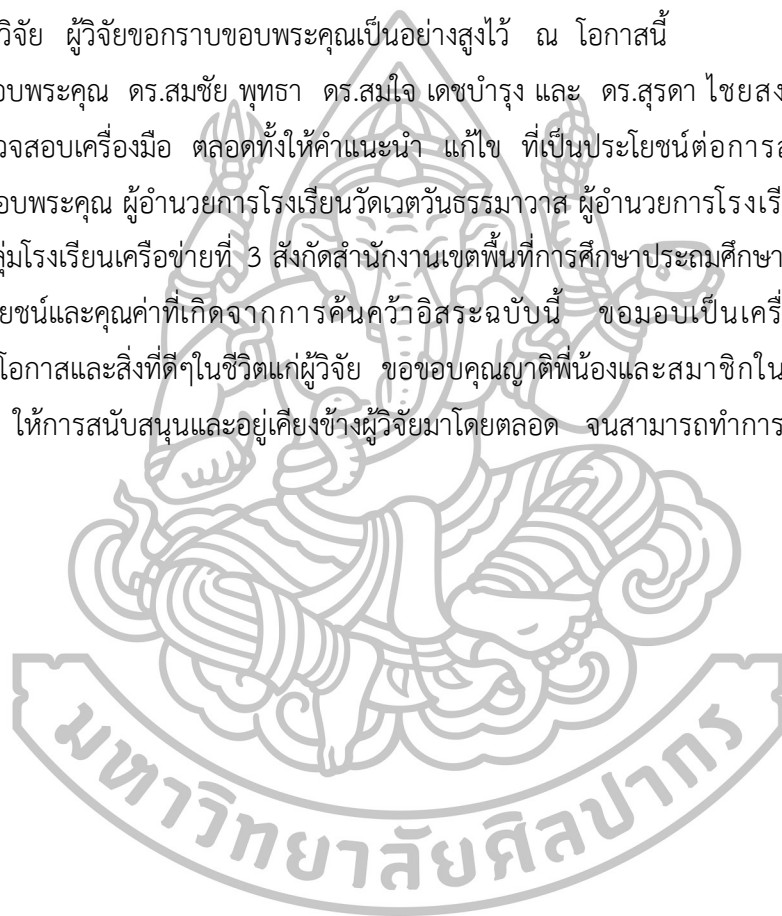 วิจัย ผู้วิจัยขอกราบขอบพระคุณเป็นอย่างสูงไว้ ณ โอกาสนี้
อบพระคุณ ดร.สมชัย พุทธา ดร.สมใจ เดชบำรุง และ ดร.สุรดา ไชยสง
วจสอบเครื่องมือ ตลอดทั้งให้คำแนะนำ แก้ไข ที่เป็นประโยชน์ต่อการส
อบพระคุณ ผู้อำนวยการโรงเรียนวัดเวตวันธรรมาวาส ผู้อำนวยการโรงเรี
ลุ่มโรงเรียนเครือข่ายที่ 3 สังกัดสำนักงานเขตพื้นที่การศึกษาประถมศึกษา
ยชน์และคุณค่าที่เกิดจากการค้นคว้าอิสระฉบับนี้ ขอมอบเป็นเครื่
โอกาสและสิ่งที่ดีๆในชีวิตแก่ผู้วิจัย ขอขอบคุณญาติพี่น้องและสมาชิกใน
ให้การสนับสนุนและอยู่เคียงข้างผู้วิจัยมาโดยตลอด จนสามารถทำการ
มหาวิทยาลัยศิลปากร